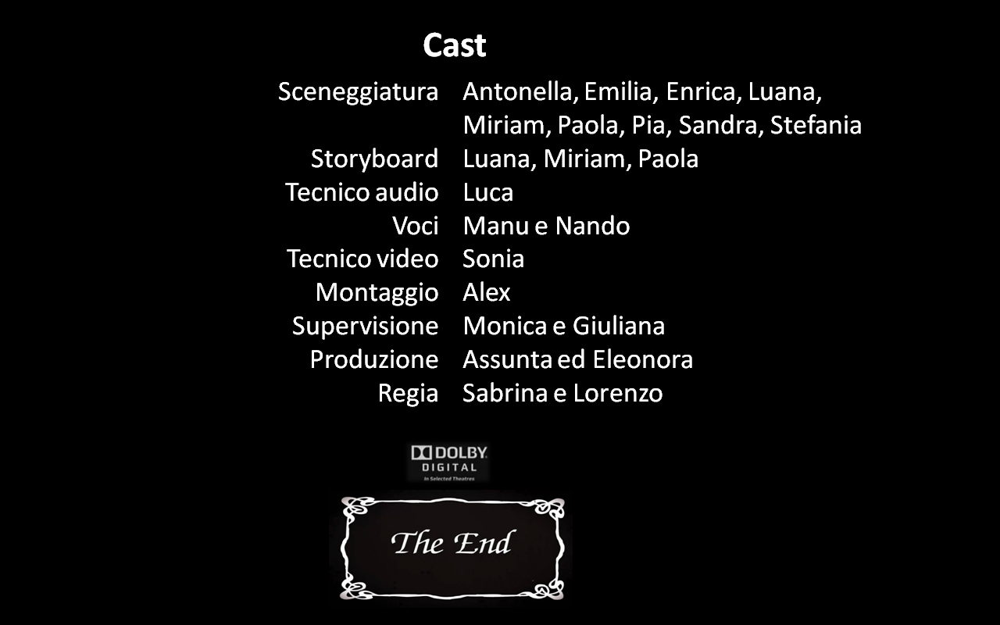 Cast
Sceneggiatura Antonella, Emilia, Enrica, Luana,
Miriam, Paola, Pia, Sandra, Stefania
Storyboard Luana, Miriam, Paola
Tecnico audio Luca
Voci Manu e Nando
Tecnico video Sonia
Montaggio Alex
Supervisione Monica e Giuliana
Produzione Assunta ed Eleonora
Regia Sabrina e Lorenzo
DOLBY
DIGITAL
In Selected Theatres
The End